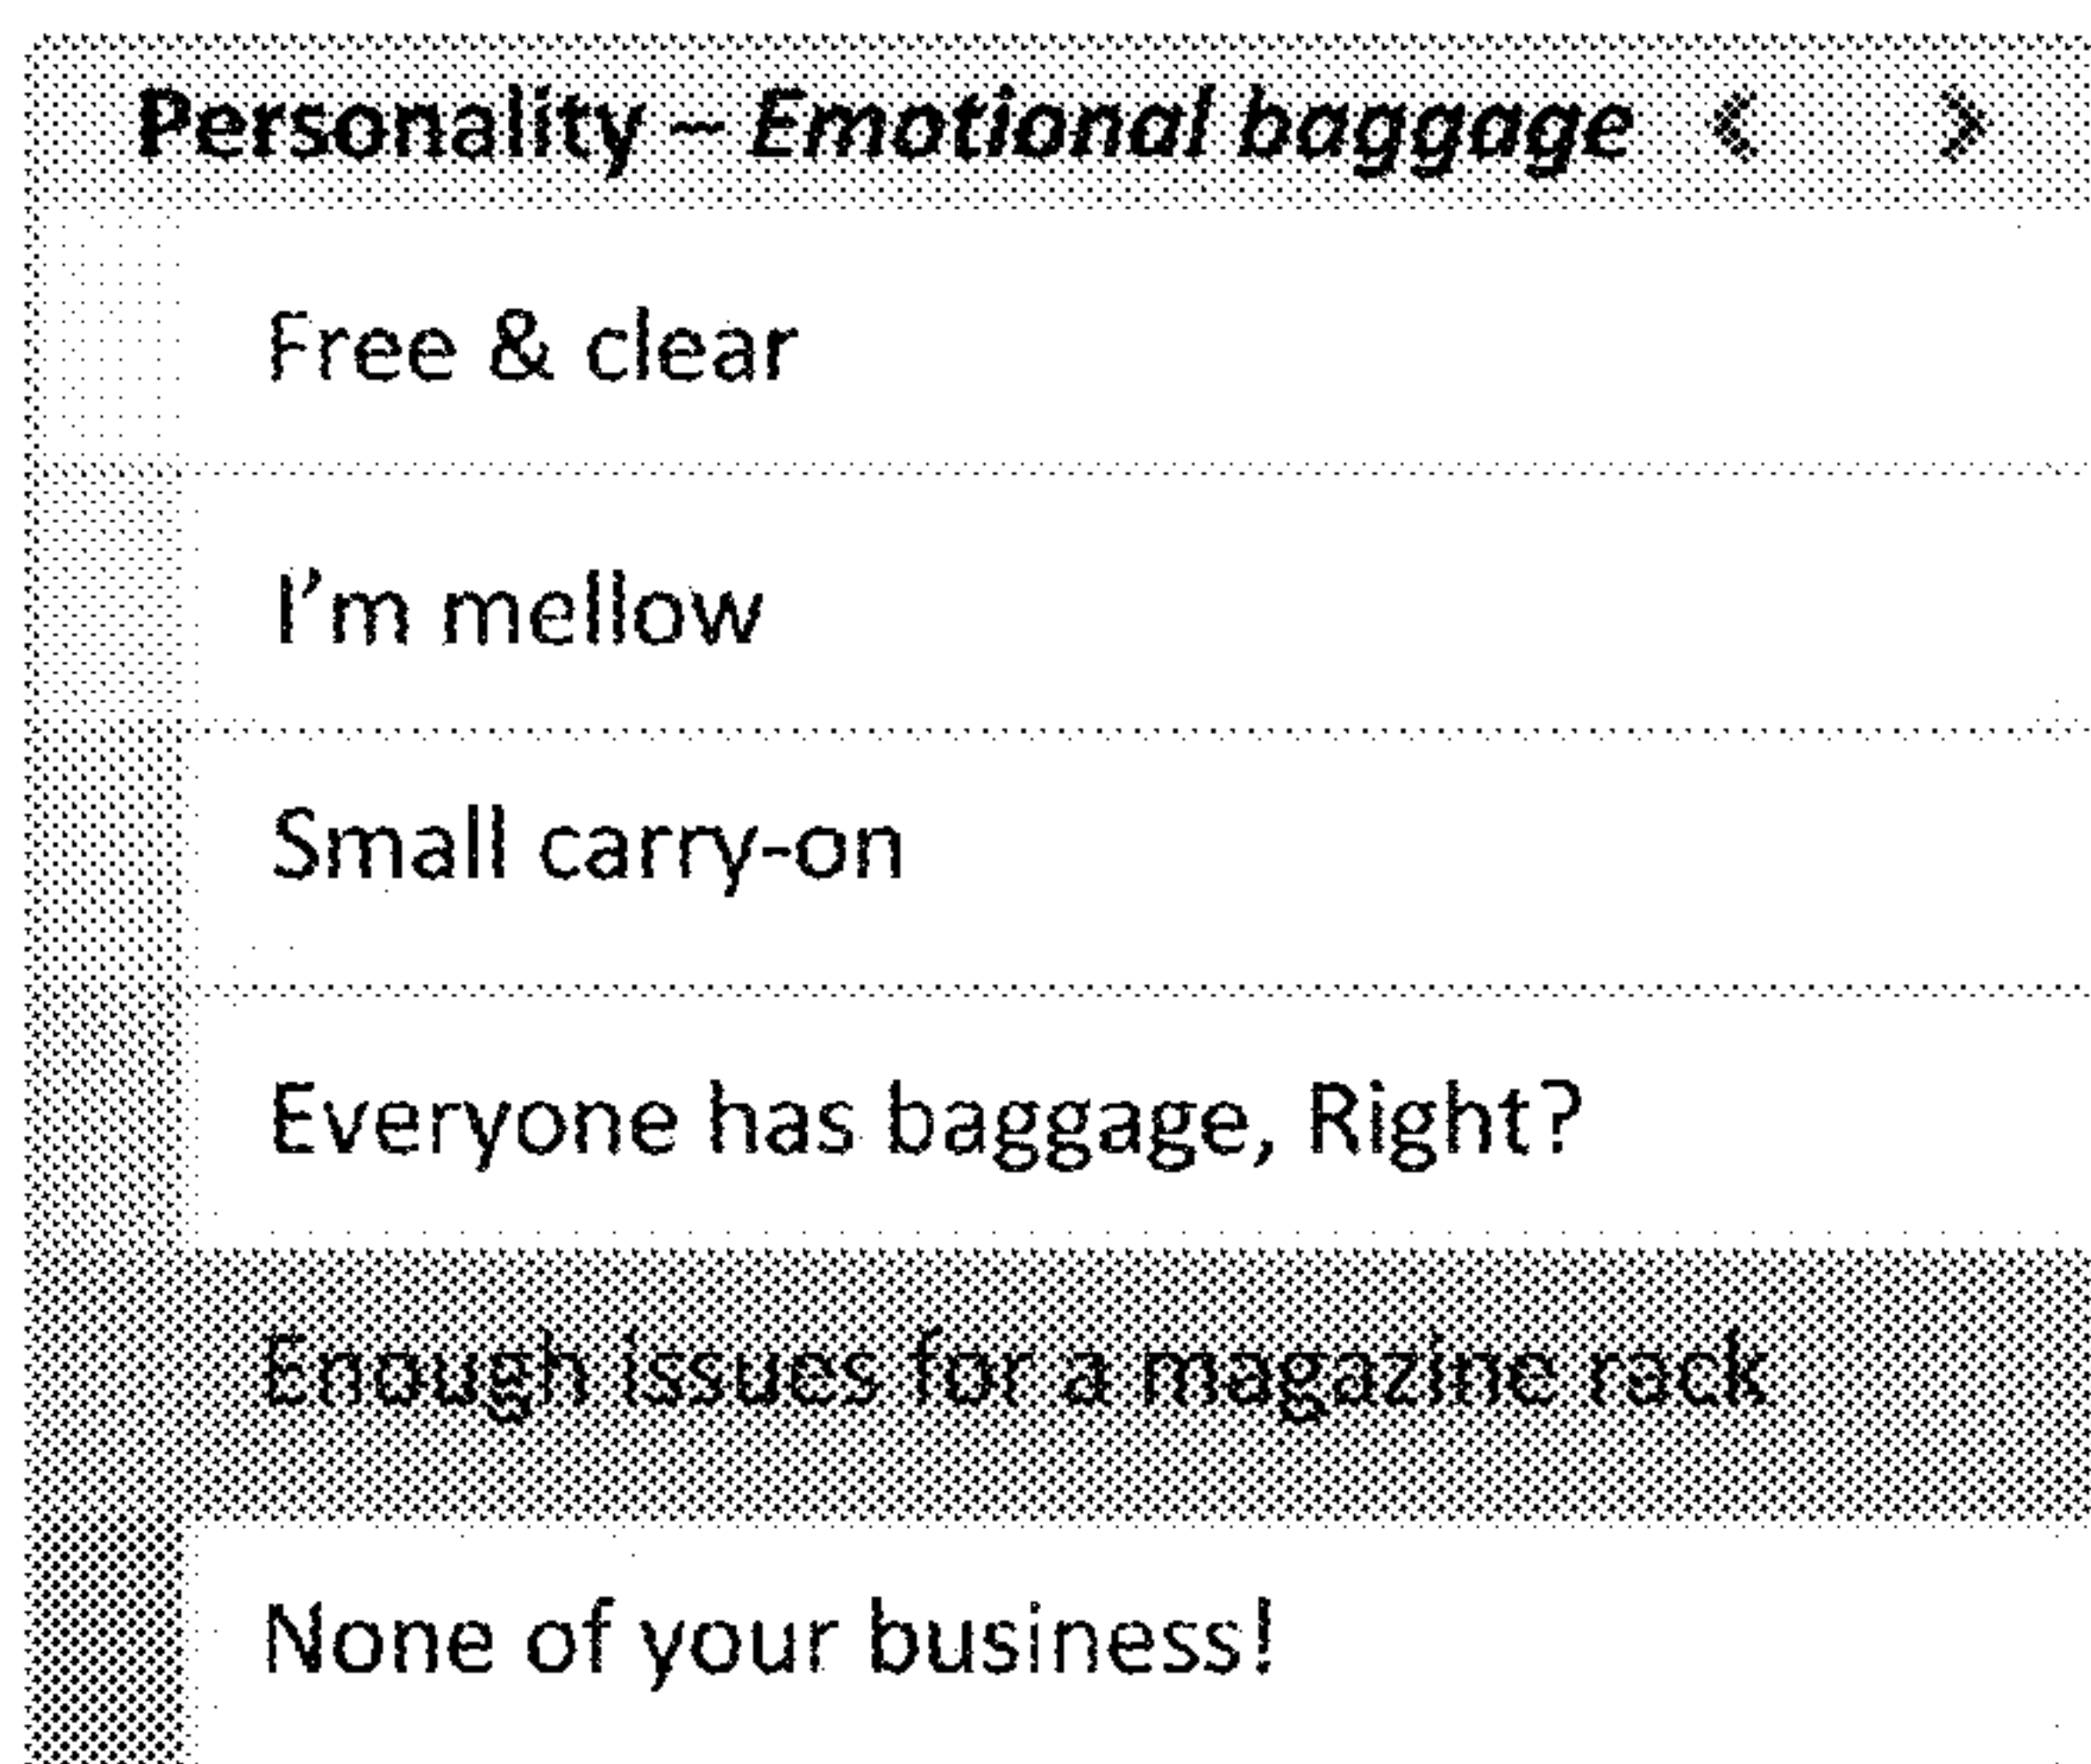 Personality – Emotional baggage < >
Free & clear
I'm mellow
Small carry-on
Everyone has baggage, Right?
Enough issues for a magazine rack
None of your business!